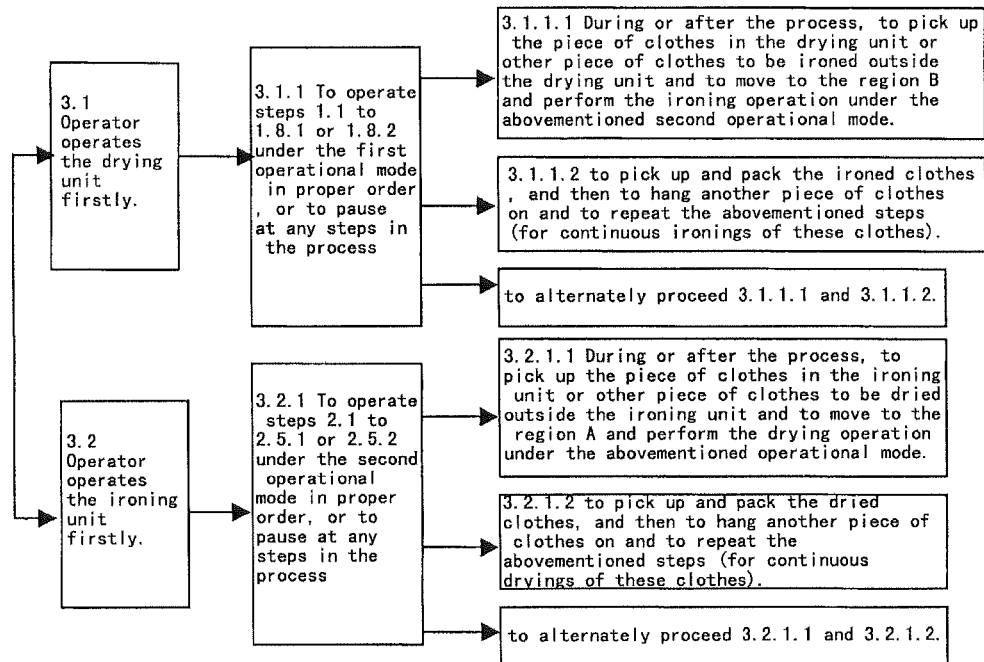 3.1
Operator
operates
the drying
unit
firstly.
3.1.1 To operate
steps 1.1 to
1.8.1 or 1.8.2
under the first
operational mode
in proper order
, or to pause
at any steps in
the process
3.1.1.1 During or after the process, to pick up
the piece of clothes in the drying unit or
other piece of clothes to be ironed outside
the drying unit and to move to the region B
and perform the ironing operation under the
abovementioned second operational mode.
3.1.1.2 to pick up and pack the ironed clothes
, and then to hang another piece of clothes
on and to repeat the abovementioned steps
(for continuous ironings of these clothes).
to alternately proceed 3.1.1.1 and 3.1.1.2.
3.2
Operator
operates
the ironing
unit
firstly.
3.2.1 To operate
steps 2.1 to
2.5.1 or 2.5.2
under the second
operational
mode in proper
order, or to
pause at any
steps in the
process
3.2.1.1 During or after the process, to
pick up the piece of clothes in the ironing
unit or other piece of clothes to be dried
outside the ironing unit and to move to the
region A and perform the drying operation
under the abovementioned operational mode.
3.2.1.2 to pick up and pack the dried
clothes, and then to hang another piece of
clothes on and to repeat the
abovementioned steps (for continuous
dryings of these clothes).
to alternately proceed 3.2.1.1 and 3.2.1.2.